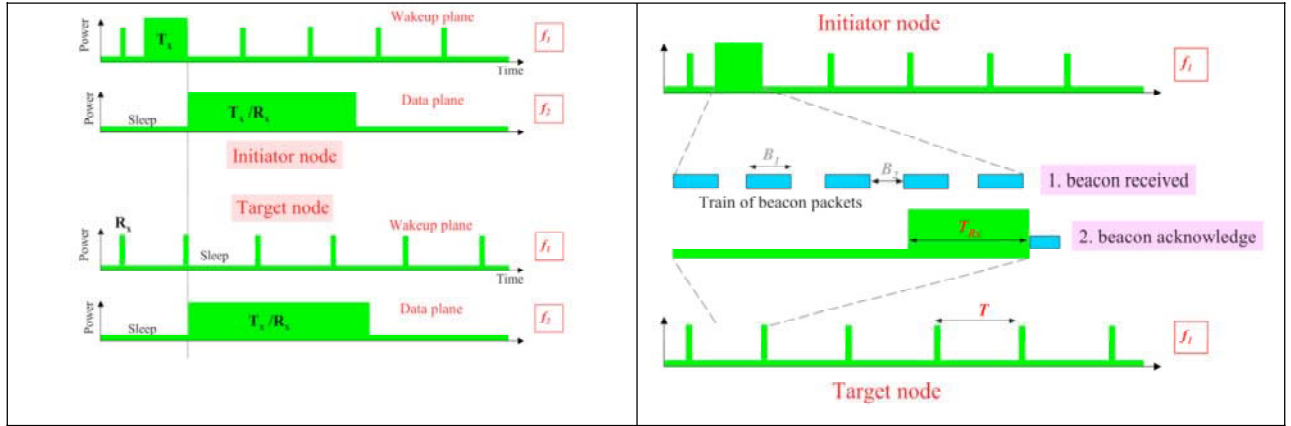 Power
Wakeup plane
f1
Tx
Time
Power
Data plane
f2
Sleep
Tx /Rx
Initiator node
Target node
Rx
Power
Wakeup plane
f1
Sleep
Time
Power
Data plane
f2
Sleep
Tx /Rx
Initiator node
f1
B1
B2
1. beacon received
Train of beacon packets
TRx
2. beacon acknowledge
T
f1
Target node